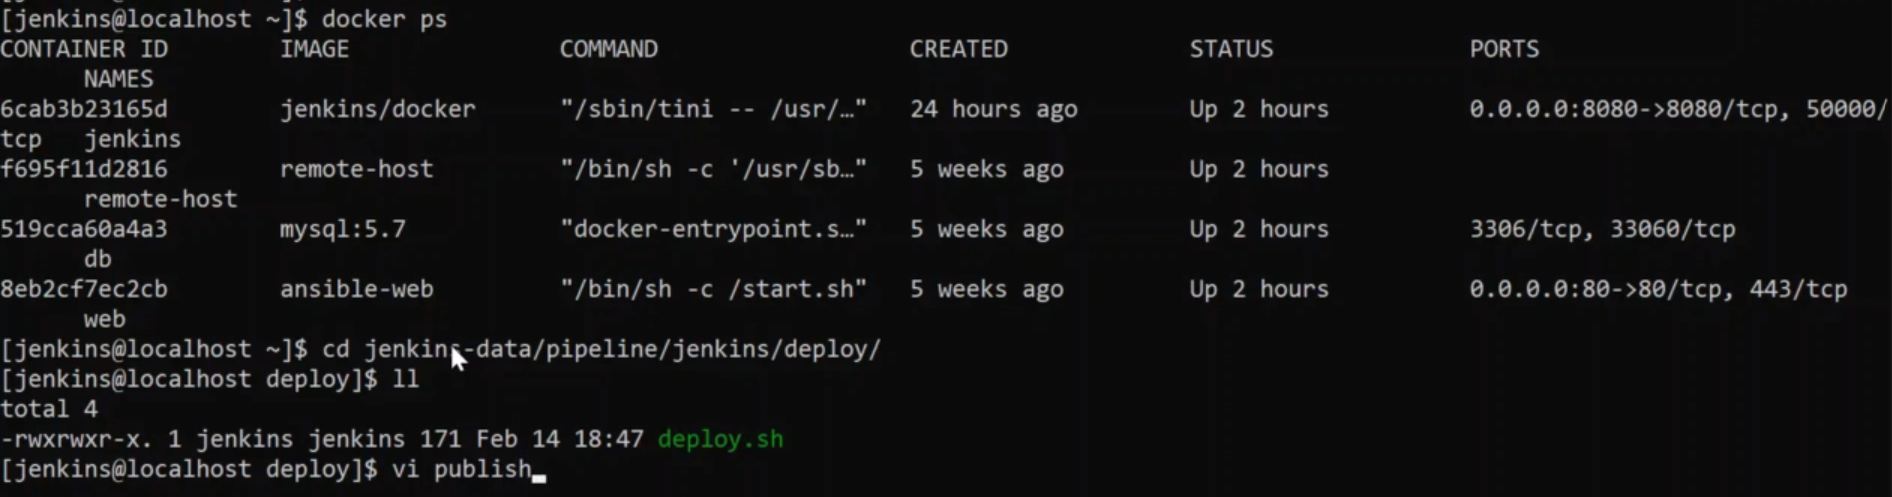 [jenkins@localhost ~]$ docker ps
CONTAINER ID        IMAGE               COMMAND                  CREATED             STATUS              PORTS
      NAMES
6cab3b23165d        jenkins/docker      "/sbin/tini -- /usr/…"   24 hours ago        Up 2 hours          0.0.0.0:8080->8080/tcp, 50000/
tcp   jenkins
f695f11d2816        remote-host         "/bin/sh -c '/usr/sb…"   5 weeks ago         Up 2 hours
      remote-host
519cca60a4a3        mysql:5.7           "docker-entrypoint.s…"   5 weeks ago         Up 2 hours          3306/tcp, 33060/tcp
      db
8eb2cf7ec2cb        ansible-web         "/bin/sh -c /start.sh"   5 weeks ago         Up 2 hours          0.0.0.0:80->80/tcp, 443/tcp
      web
[jenkins@localhost ~]$ cd jenkins-data/pipeline/jenkins/deploy/
[jenkins@localhost deploy]$ ll
total 4
-rwxrwxr-x. 1 jenkins jenkins 171 Feb 14 18:47 deploy.sh
[jenkins@localhost deploy]$ vi publish